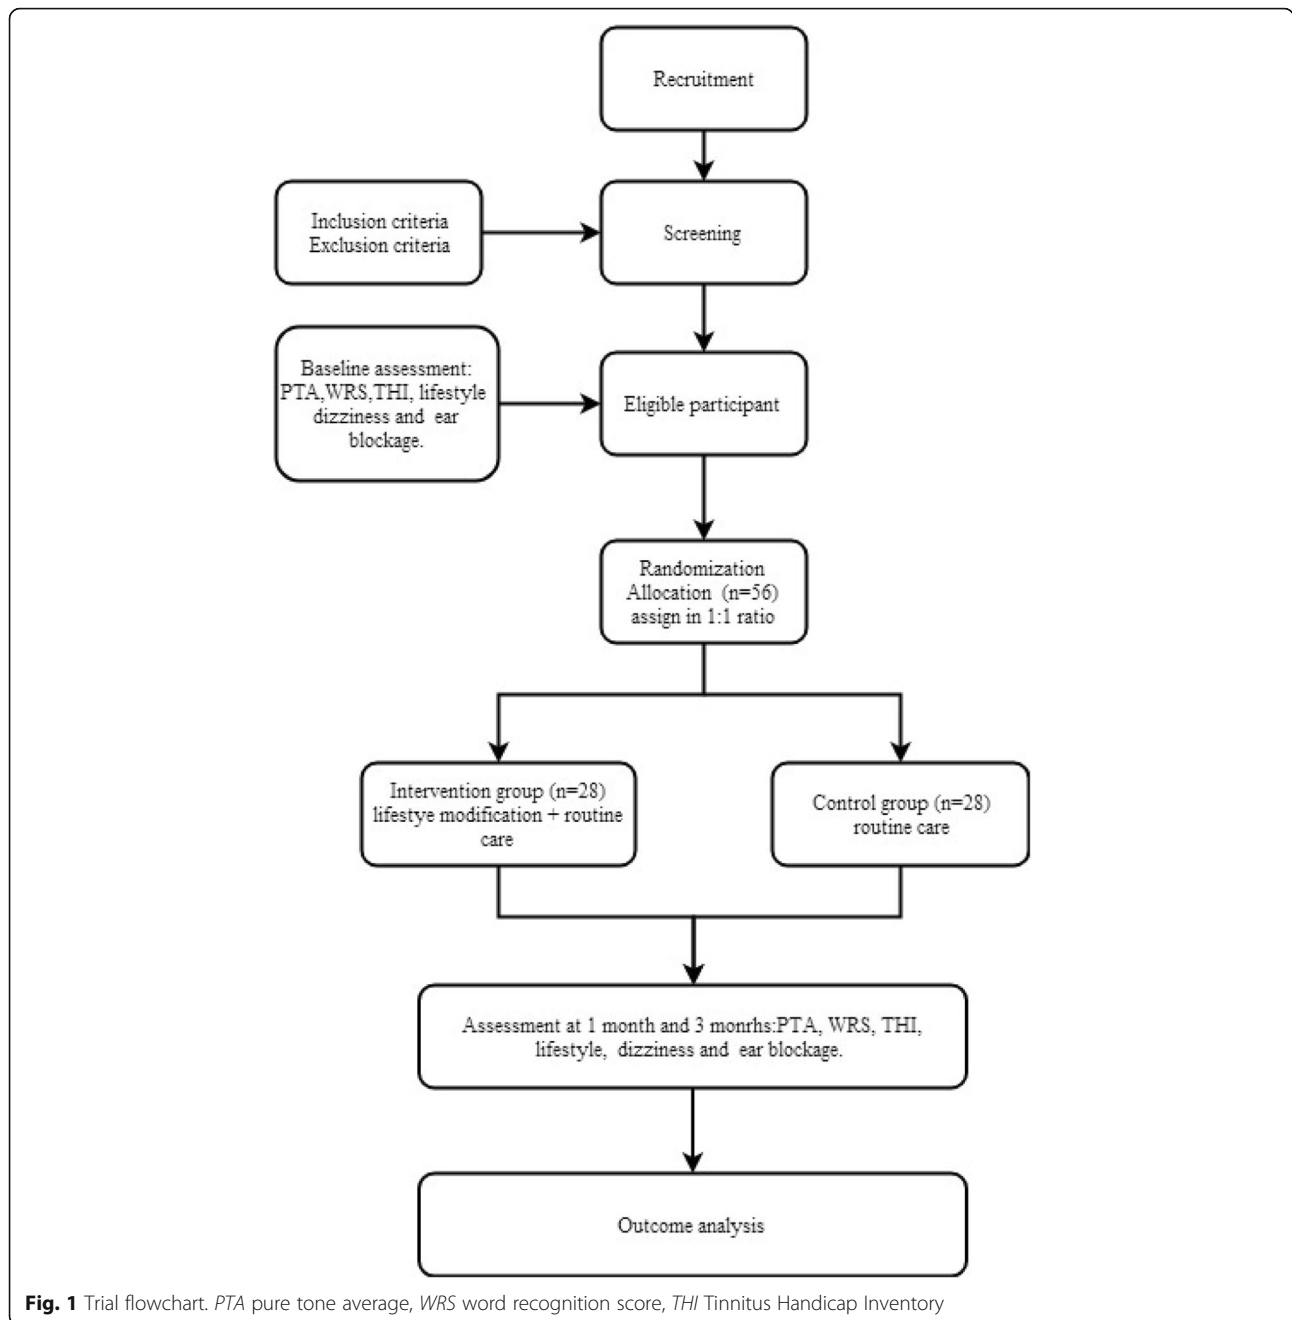 Recruitment
Inclusion criteria
Exclusion criteria
Screening
Baseline assessment:
PTA,WRS,THI, lifestyle
dizziness and ear
blockage.
Eligible participant
Randomization
Allocation (n=56)
assign in 1:1 ratio
Intervention group (n=28)
lifestye modification + routine
care
Control group (n=28)
routine care
Assessment at 1 month and 3 monrhs:PTA, WRS, THI,
lifestyle, dizziness and ear blockage.
Outcome analysis
Fig. 1 Trial flowchart. PTA pure tone average, WRS word recognition score, THI Tinnitus Handicap Inventory